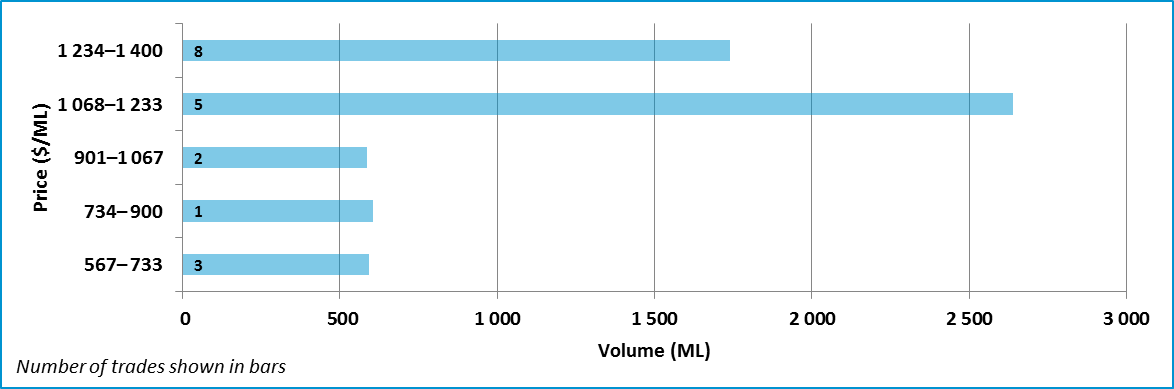 Price ($/ML)
1 234–1 400
8
1 068–1 233
5
901–1 067
2
734–900
1
567–733
3
0 500 1 000 1 500 2 000 2 500 3 000
Volume (ML)
Number of trades shown in bars